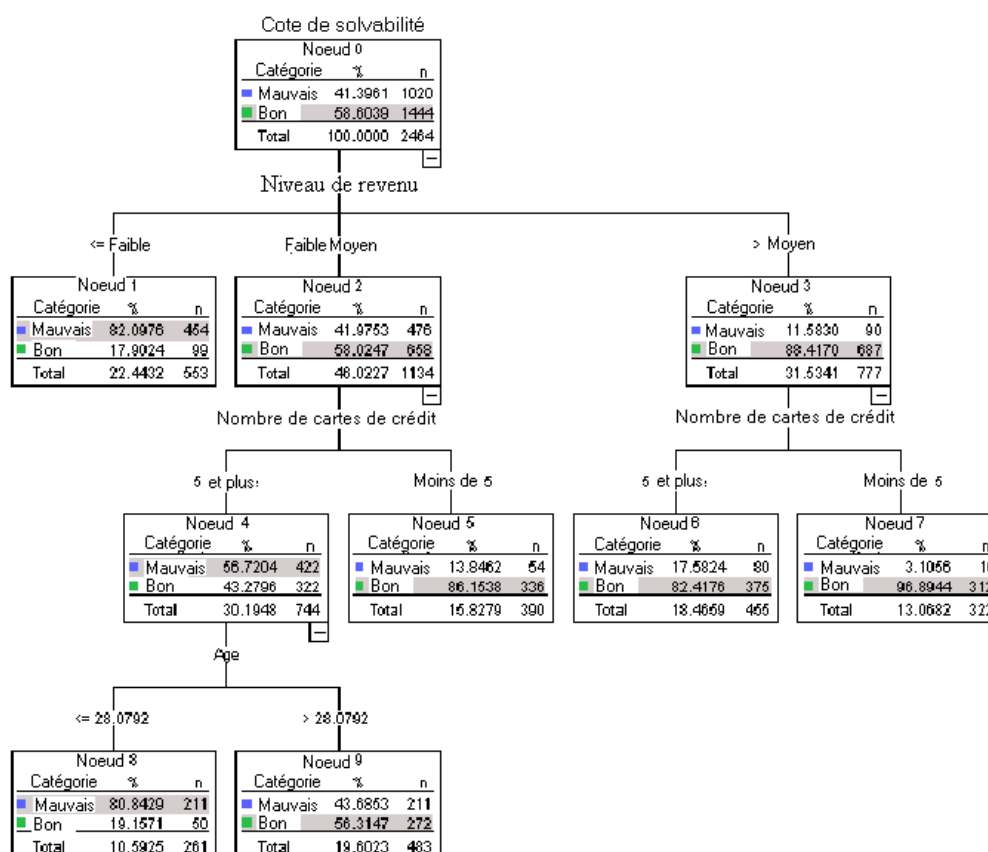 Cote de solvabilité
Noeud 0
Catégorie % n
Mauvais 41.3961 1020
Bon 58.6039 1444
Total 100.0000 2464
Niveau de revenu
<= Faible
Faible Moyen
> Moyen
Noeud 1
Catégorie % n
Mauvais 82.0976 454
Bon 17.9024 99
Total 22.4432 553
Noeud 2
Catégorie % n
Mauvais 41.9753 476
Bon 58.0247 658
Total 46.0227 1134
Noeud 3
Catégorie % n
Mauvais 11.5830 90
Bon 88.4170 687
Total 31.5341 777
Nombre de cartes de crédit
Nombre de cartes de crédit
5 et plus
Moins de 5
5 et plus
Moins de 5
Noeud 4
Catégorie % n
Mauvais 56.7204 422
Bon 43.2796 322
Total 30.1948 744
Noeud 5
Catégorie % n
Mauvais 13.8462 54
Bon 86.1538 336
Total 15.8279 390
Noeud 6
Catégorie % n
Mauvais 17.5824 80
Bon 82.4176 375
Total 18.4659 455
Noeud 7
Catégorie % n
Mauvais 3.1056
Bon 96.8944 312
Total 13.0682 322
Age
<= 28.0792
> 28.0792
Noeud 8
Catégorie % n
Mauvais 80.8429 211
Bon 19.1571 50
Total 10.5925 261
Noeud 9
Catégorie % n
Mauvais 43.6853 211
Bon 56.3147 272
Total 19.6023 483